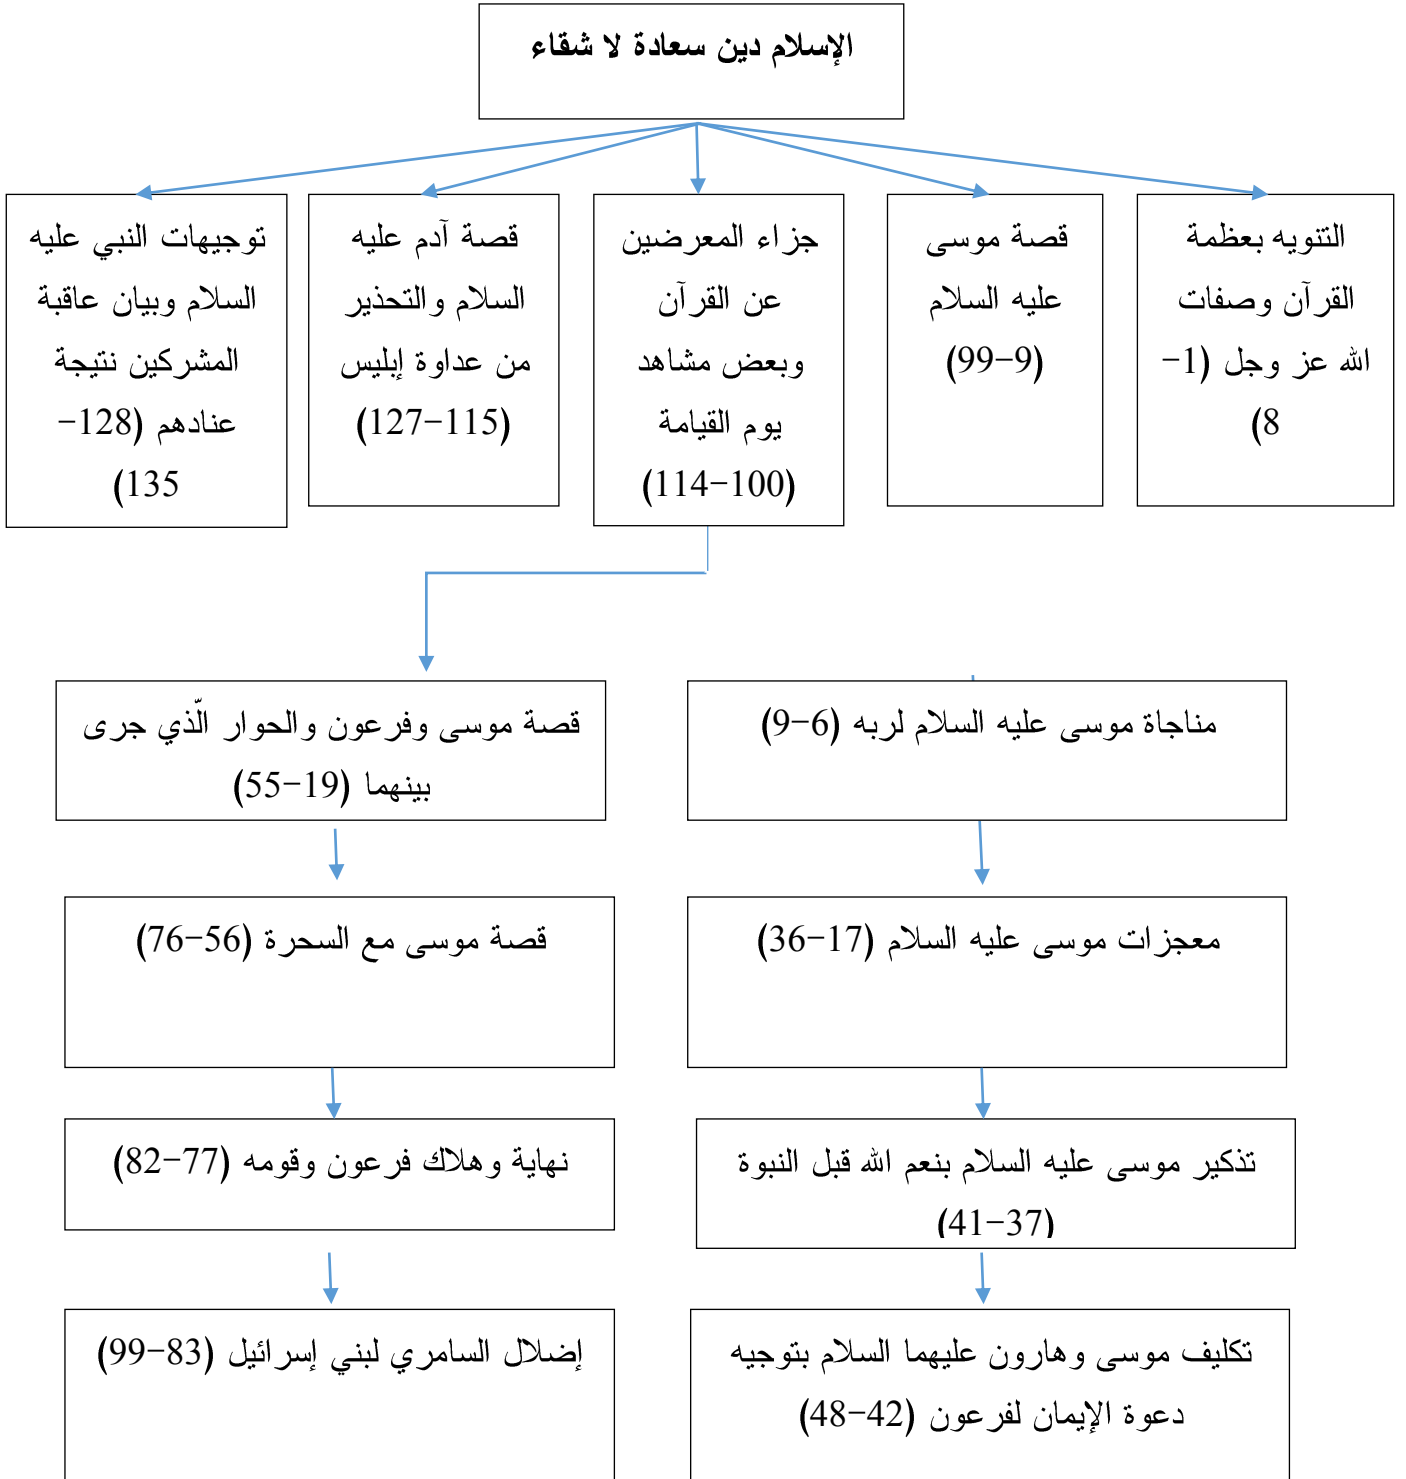 الإسلام دين سعادة لا شقاء
التنويه بعظمة
القرآن وصفات
الله عز وجل (1-
8)
قصة موسى
عليه السلام
(9-99)
جزاء المعرضين
عن القرآن
وبعض مشاهد
يوم القيامة
(100-114)
قصة آدم عليه
السلام والتحذير
من عداوة إبليس
(115-127)
توجيهات النبي عليه
السلام وبيان عاقبة
المشركين نتيجة
عنادهم (128-
135)
مناجاة موسى عليه السلام لربه (6-9)
معجزات موسى عليه السلام (17-36)
تذكير موسى عليه السلام بنعم الله قبل النبوة
(37-41)
تكليف موسى وهارون عليهما السلام بتوجيه
دعوة الإيمان لفرعون (42-48)
قصة موسى وفرعون والحوار الّذي جرى
بينهما (19-55)
قصة موسى مع السحرة (56-76)
نهاية وهلاك فرعون وقومه (77-82)
إضلال السامري لبني إسرائيل (83-99)